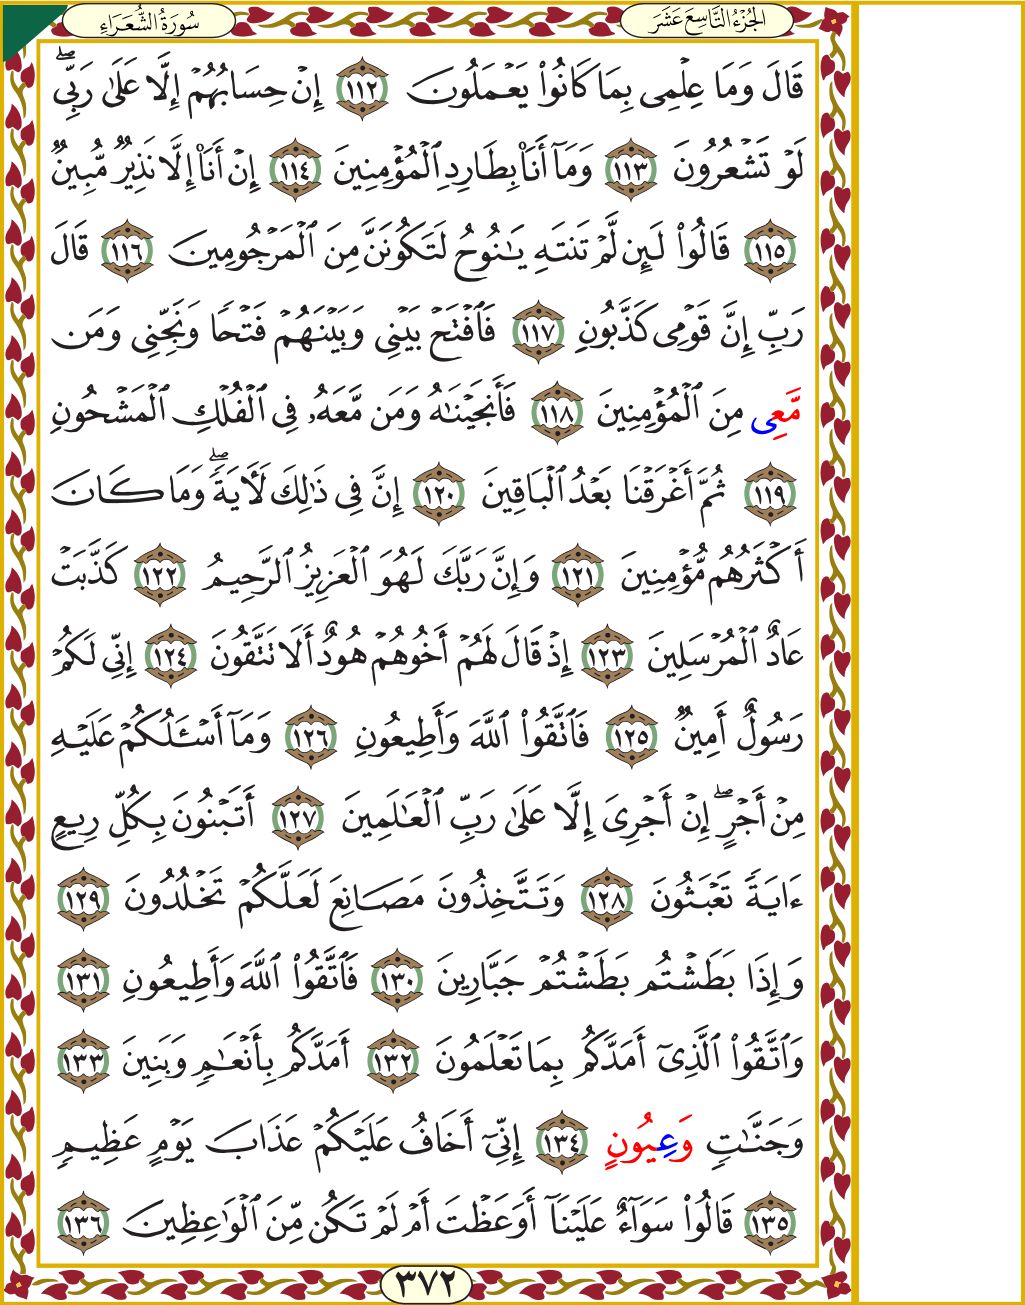 الجُزْءُ التَّاسِعَ عَشَرَ
سُورَةُ الشُّعَرَاءِ
قَالَ وَمَا عِلْمِى بِمَا كَانُوا۟ يَعْمَلُونَ ١١٢ إِنْ حِسَابُهُمْ إِلَّا عَلَىٰ رَبِّى ۖ
لَوْ تَشْعُرُونَ ١١٣ وَمَآ أَنَا۠ بِطَارِدِ ٱلْمُؤْمِنِينَ ١١٤ إِنْ أَنَا۠ إِلَّا نَذِيرٌ مُّبِينٌ
١١٥ قَالُوا۟ لَئِن لَّمْ تَنتَهِ يَـٰنُوحُ لَتَكُونَنَّ مِنَ ٱلْمَرْجُومِينَ ١١٦ قَالَ
رَبِّ إِنَّ قَوْمِى كَذَّبُونِ ١١٧ فَٱفْتَحْ بَيْنِى وَبَيْنَهُمْ فَتْحًا وَنَجِّنِى وَمَن
مَّعِى مِنَ ٱلْمُؤْمِنِينَ ١١٨ فَأَنجَيْنَـٰهُ وَمَن مَّعَهُۥ فِى ٱلْفُلْكِ ٱلْمَشْحُونِ
١١٩ ثُمَّ أَغْرَقْنَا بَعْدُ ٱلْبَاقِينَ ١٢٠ إِنَّ فِى ذَٰلِكَ لَـَٔايَةً ۖ وَمَا كَانَ
أَكْثَرُهُم مُّؤْمِنِينَ ١٢١ وَإِنَّ رَبَّكَ لَهُوَ ٱلْعَزِيزُ ٱلرَّحِيمُ ١٢٢ كَذَّبَتْ
عَادٌ ٱلْمُرْسَلِينَ ١٢٣ إِذْ قَالَ لَهُمْ أَخُوهُمْ هُودٌ أَلَا تَتَّقُونَ ١٢٤ إِنِّى لَكُمْ
رَسُولٌ أَمِينٌ ١٢٥ فَٱتَّقُوا۟ ٱللَّهَ وَأَطِيعُونِ ١٢٦ وَمَآ أَسْـَٔلُكُمْ عَلَيْهِ
مِنْ أَجْرٍ ۖ إِنْ أَجْرِىَ إِلَّا عَلَىٰ رَبِّ ٱلْعَـٰلَمِينَ ١٢٧ أَتَبْنُونَ بِكُلِّ رِيعٍ
ءَايَةً تَعْبَثُونَ ١٢٨ وَتَتَّخِذُونَ مَصَانِعَ لَعَلَّكُمْ تَخْلُدُونَ ١٢٩
وَإِذَا بَطَشْتُم بَطَشْتُمْ جَبَّارِينَ ١٣٠ فَٱتَّقُوا۟ ٱللَّهَ وَأَطِيعُونِ ١٣١
وَٱتَّقُوا۟ ٱلَّذِىٓ أَمَدَّكُم بِمَا تَعْلَمُونَ ١٣٢ أَمَدَّكُم بِأَنْعَـٰمٍ وَبَنِينَ ١٣٣
وَجَنَّـٰتٍ وَعِيُونٍ ١٣٤ إِنِّىٓ أَخَافُ عَلَيْكُمْ عَذَابَ يَوْمٍ عَظِيمٍ
١٣٥ قَالُوا۟ سَوَآءٌ عَلَيْنَآ أَوَعَظْتَ أَمْ لَمْ تَكُن مِّنَ ٱلْوَٰعِظِينَ ١٣٦
٣٧٢